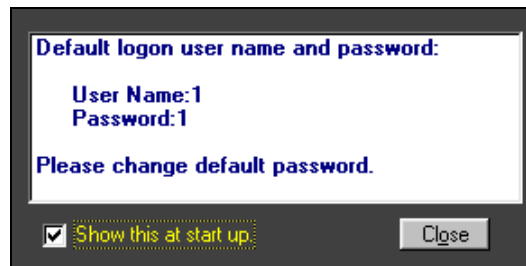 Default logon user name and password:
User Name:1
Password:1
Please change default password.
Show this at start up.
Close